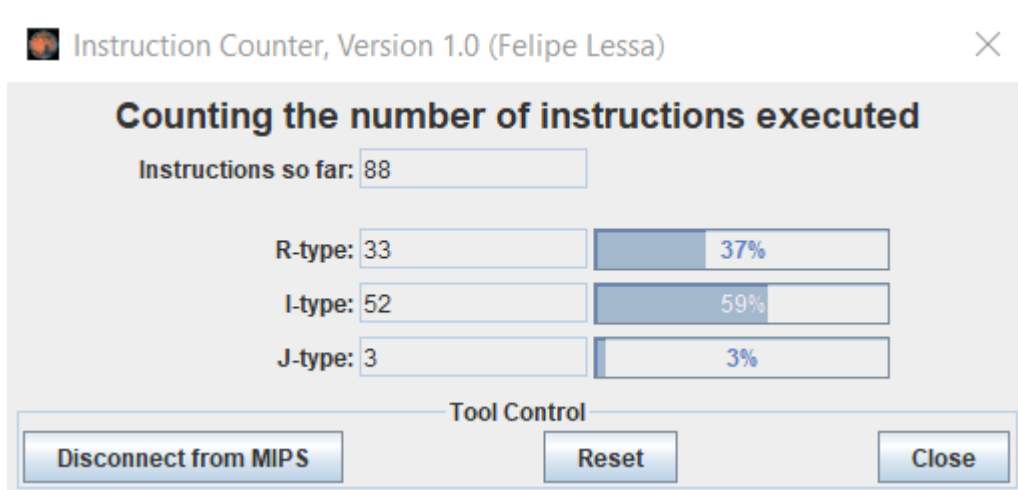 Instruction Counter, Version 1.0 (Felipe Lessa)
Counting the number of instructions executed
Instructions so far: 88
R-type: 33 37%
I-type: 52 59%
J-type: 3 3%
Tool Control
Disconnect from MIPS Reset Close